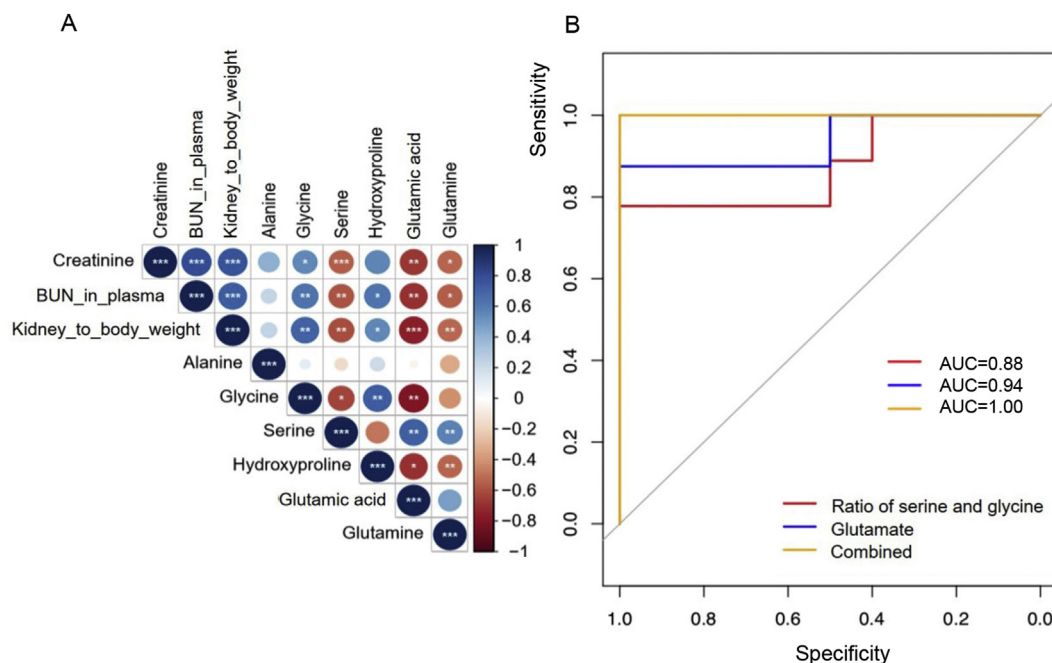 A
Creatinine
BUN_in_plasma
Kidney_to_body_weight
Alanine
Glycine
Serine
Hydroxyproline
Glutamic acid
Glutamine
Creatinine *** *** *** * *** ** *
BUN_in_plasma *** *** ** ** * ** *
Kidney_to_body_weight *** ** ** * *** **
Alanine ***
Glycine *** * ** **
Serine *** ** **
Hydroxyproline *** * **
Glutamic acid ***
Glutamine ***
1
0.8
0.6
0.4
0.2
0
−0.2
−0.4
−0.6
−0.8
−1
B
Sensitivity
1.0
0.8
0.6
0.4
0.2
0.0
AUC=0.88
AUC=0.94
AUC=1.00
Ratio of serine and glycine
Glutamate
Combined
1.0 0.8 0.6 0.4 0.2 0.0
Specificity